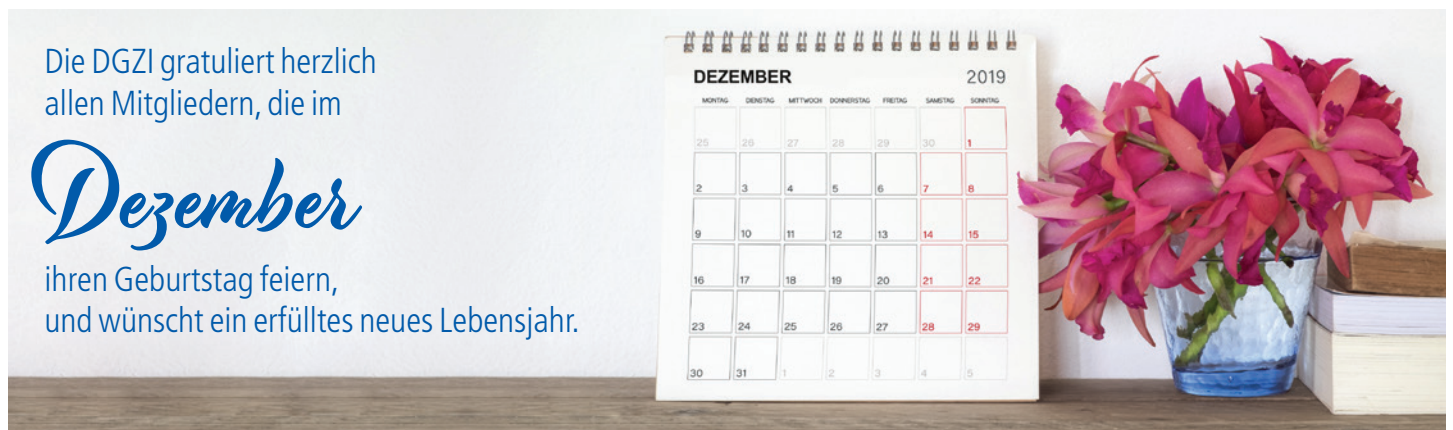 Die DGZI gratuliert herzlich
allen Mitgliedern, die im
Dezember
ihren Geburtstag feiern,
und wünscht ein erfülltes neues Lebensjahr.
DEZEMBER 2019
MONTAG DIENSTAG MITTWOCH DONNERSTAG FREITAG SAMSTAG SONNTAG
25 26 27 28 29 30 1
2 3 4 5 6 7 8
9 10 11 12 13 14 15
16 17 18 19 20 21 22
23 24 25 26 27 28 29
30 31 1 2 3 4 5